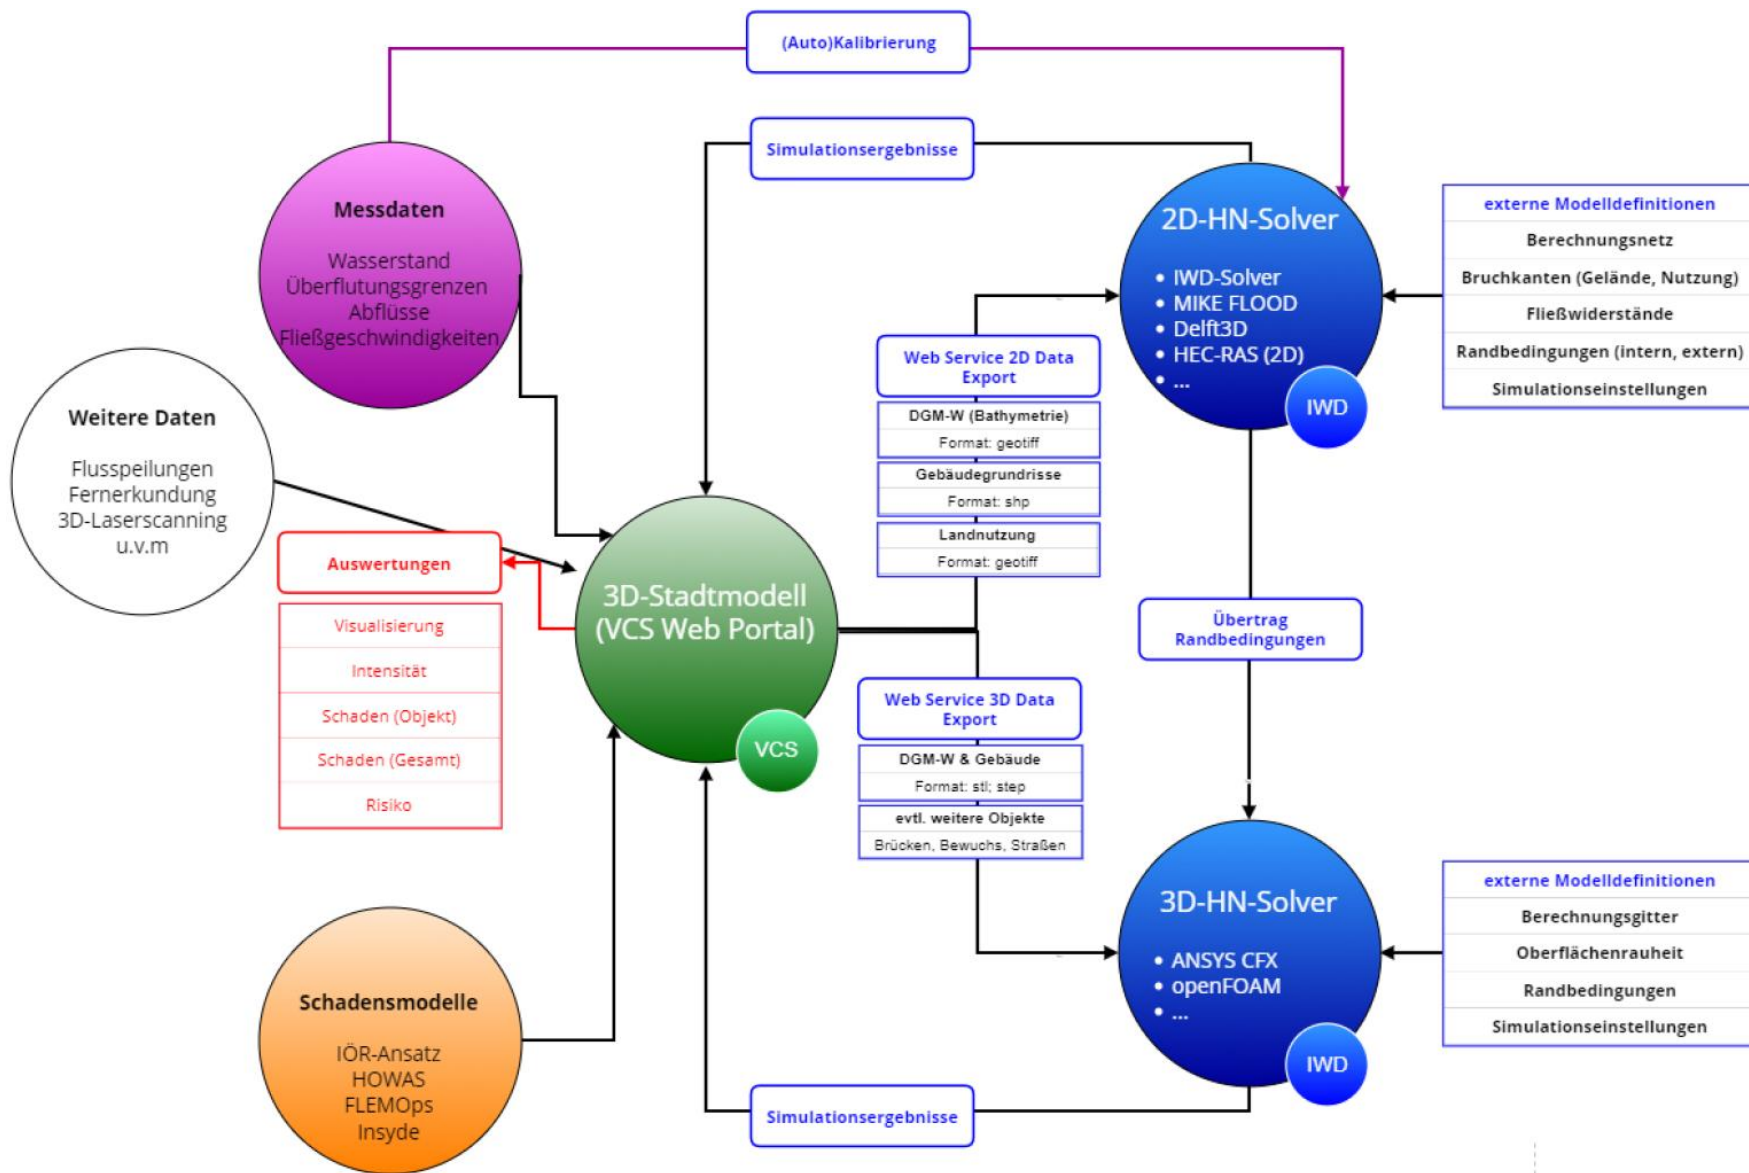 (Auto)Kalibrierung
Simulationsergebnisse
Messdaten
Wasserstand
Überflutungsgrenzen
Abflüsse
Fließgeschwindigkeiten
Weitere Daten
Flusspeilungen
Fernerkundung
3D-Laserscanning
u.v.m
Auswertungen
Visualisierung
Intensität
Schaden (Objekt)
Schaden (Gesamt)
Risiko
Schadensmodelle
IÖR-Ansatz
HOWAS
FLEMOps
Insyde
3D-Stadtmodell
(VCS Web Portal)
VCS
Web Service 2D Data
Export
DGM-W (Bathymetrie)
Format: geotiff
Gebäudegrundrisse
Format: shp
Landnutzung
Format: geotiff
Web Service 3D Data
Export
DGM-W & Gebäude
Format: stl; step
evtl. weitere Objekte
Brücken, Bewuchs, Straßen
Simulationsergebnisse
2D-HN-Solver
• IWD-Solver
• MIKE FLOOD
• Delft3D
• HEC-RAS (2D)
• ...
IWD
Übertrag
Randbedingungen
3D-HN-Solver
• ANSYS CFX
• openFOAM
• ...
IWD
externe Modelldefinitionen
Berechnungsnetz
Bruchkanten (Gelände, Nutzung)
Fließwiderstände
Randbedingungen (intern, extern)
Simulationseinstellungen
externe Modelldefinitionen
Berechnungsgitter
Oberflächenrauheit
Randbedingungen
Simulationseinstellungen